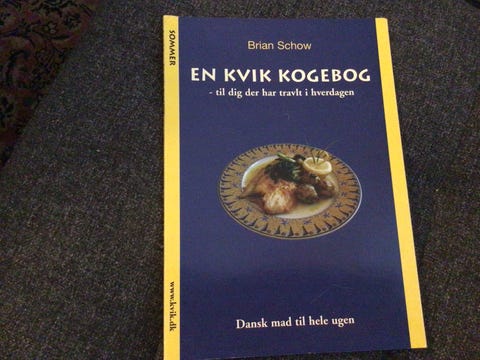 SOMMER
Brian Schow
EN KVIK KOGEBOG
- til dig der har travlt i hverdagen
Dansk mad til hele ugen
www.kvik.dk